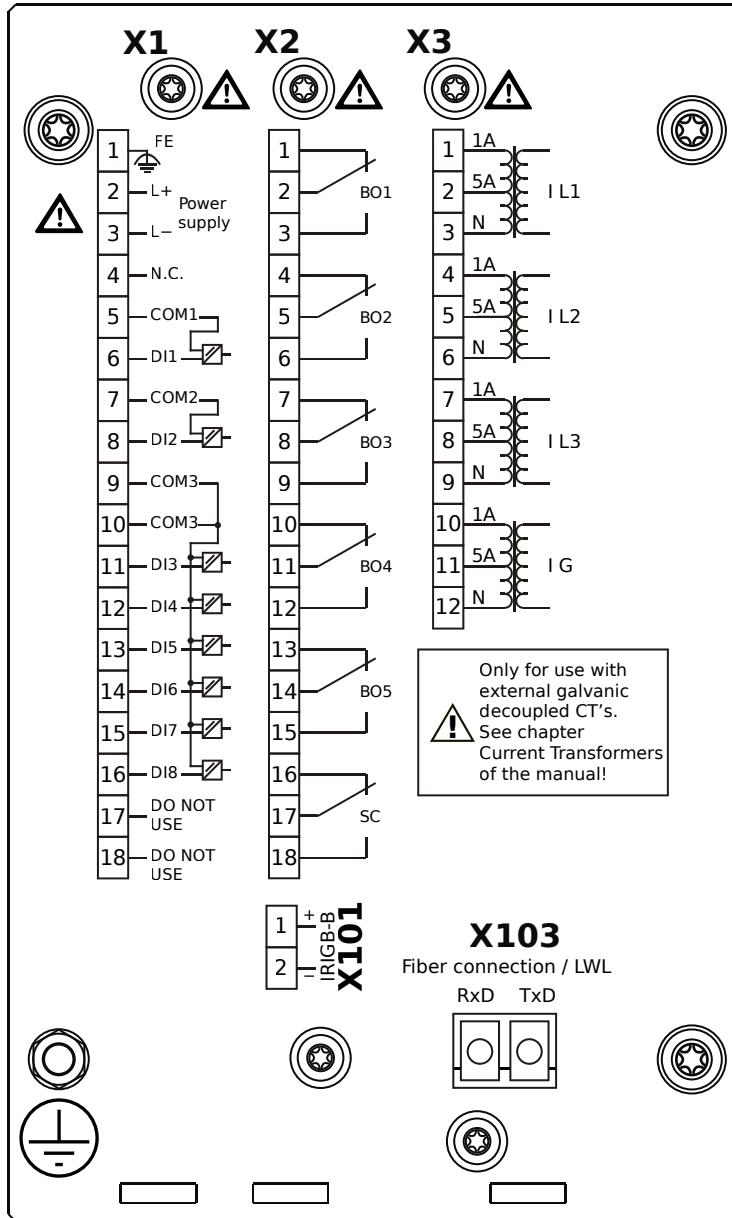 X1 X2 X3
1 FE
2 L+
Power
supply
3 L−
4 N.C.
5 COM1
6 DI1
7 COM2
8 DI2
9 COM3
10 COM3
11 DI3
12 DI4
13 DI5
14 DI6
15 DI7
16 DI8
17 DO NOT
USE
18 DO NOT
USE
1
2 BO1
3
4
5 BO2
6
7
8 BO3
9
10
11 BO4
12
13
14 BO5
15
16
17 SC
18
1 1A
2 5A I L1
3 N
4 1A
5 5A I L2
6 N
7 1A
8 5A I L3
9 N
10 1A
11 5A I G
12 N
Only for use with
external galvanic
decoupled CT's.
See chapter
Current Transformers
of the manual!
1 +
2 −
IRIGB-B
X101
X103
Fiber connection / LWL
RxD TxD